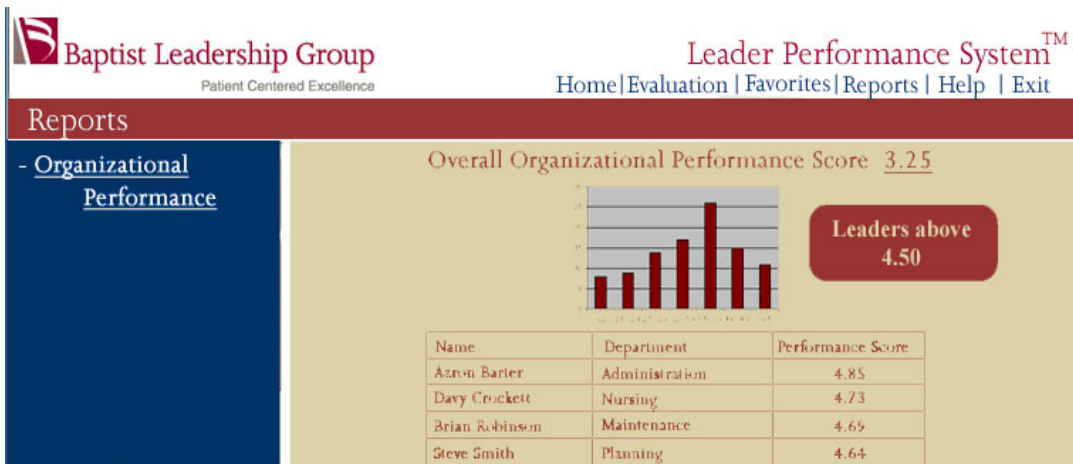 Baptist Leadership Group
Patient Centered Excellence
Leader Performance System™
Home|Evaluation | Favorites|Reports | Help | Exit
Reports
- Organizational
Performance
Overall Organizational Performance Score 3.25
Leaders above
4.50
Name Department Performance Score
Barter Administration 4.85
Davy Crockett Nursing 4.73
Brian Robinson Maintenance 4.65
Steve Smith Planning 4.64